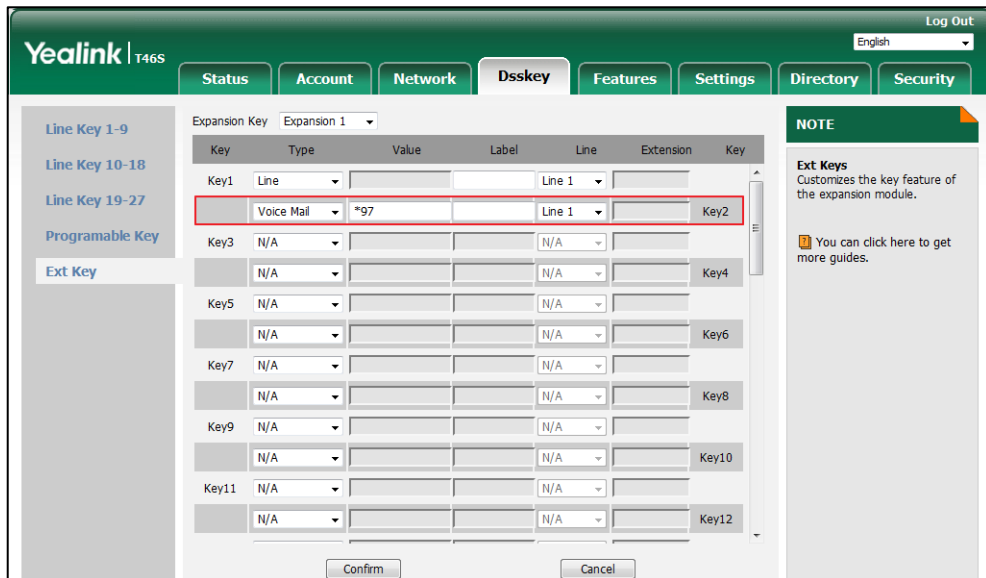 Log Out
Yealink | T46S
English
Status Account Network Dsskey Features Settings Directory Security
Line Key 1-9
Line Key 10-18
Line Key 19-27
Programable Key
Ext Key
Expansion Key Expansion 1
Key Type Value Label Line Extension Key
Key1 Line Line 1
Voice Mail *97 Line 1 Key2
Key3 N/A N/A
N/A N/A Key4
Key5 N/A N/A
N/A N/A Key6
Key7 N/A N/A
N/A N/A Key8
Key9 N/A N/A
N/A N/A Key10
Key11 N/A N/A
N/A N/A Key12
Confirm Cancel
NOTE
Ext Keys
Customizes the key feature of
the expansion module.
? You can click here to get
more guides.